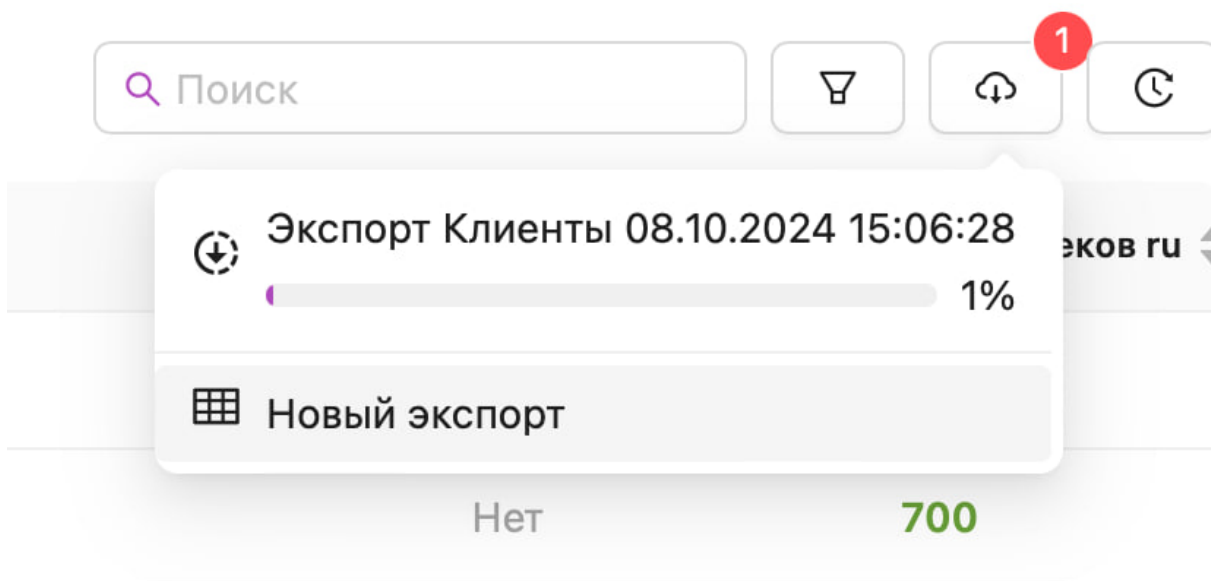 Поиск
1
Экспорт Клиенты 08.10.2024 15:06:28
1%
еков ru
Новый экспорт
Нет
700